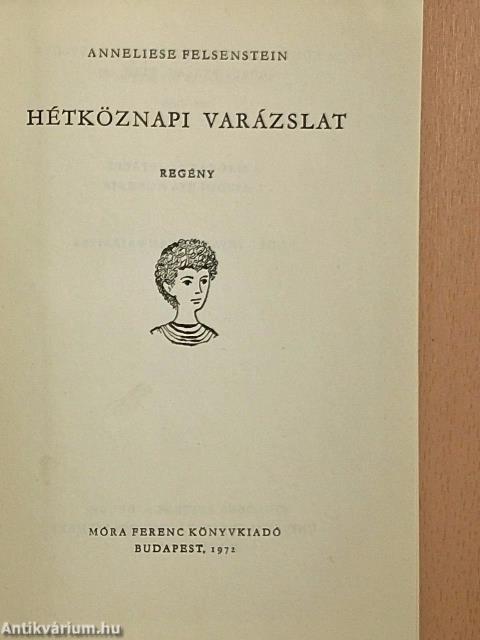 ANNELIESE FELSENSTEIN
HÉTKÖZNAPI VARÁZSLAT
REGÉNY
MÓRA FERENC KÖNYVKIADÓ
BUDAPEST, 1972
Antikvárium.hu